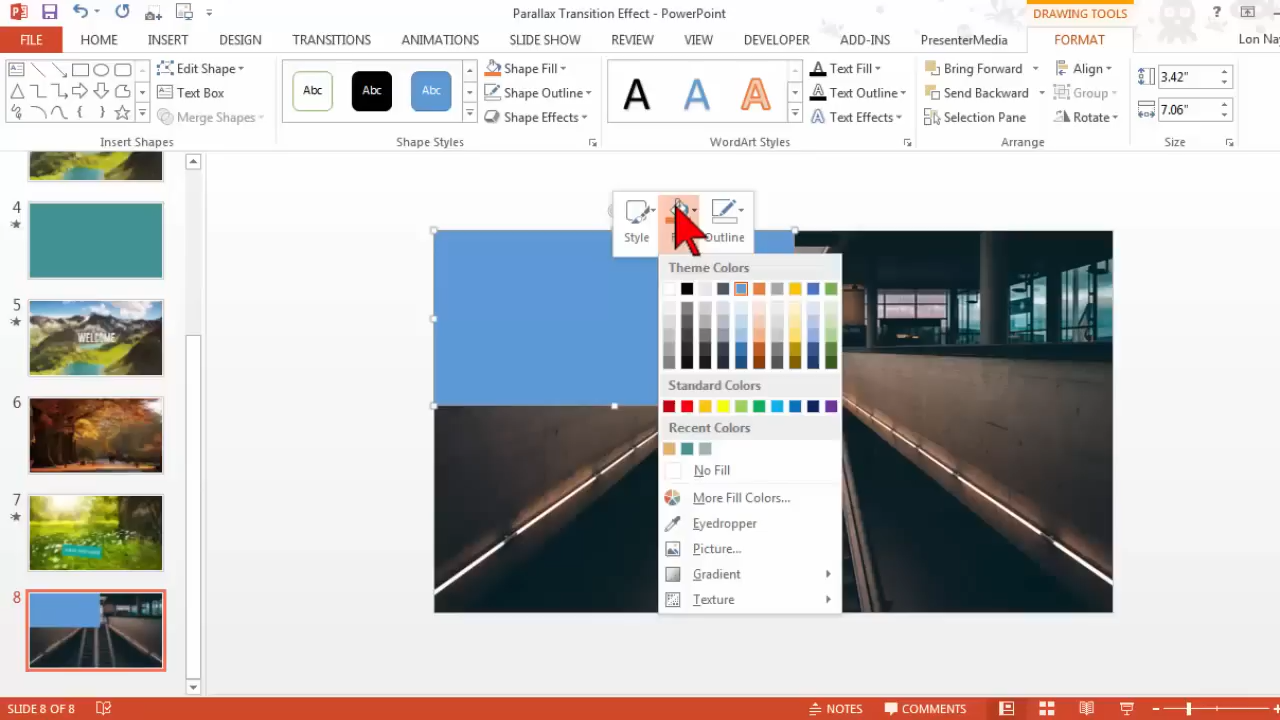 Parallax Transition Effect - PowerPoint
DRAWING TOOLS
?
FILE
HOME
INSERT
DESIGN
TRANSITIONS
ANIMATIONS
SLIDE SHOW
REVIEW
VIEW
DEVELOPER
ADD-INS
PresenterMedia
FORMAT
Lon Na
Edit Shape
Text Box
Merge Shapes
Insert Shapes
Abc
Abc
Abc
Shape Fill
Shape Outline
Shape Effects
Shape Styles
A
A
A
Text Fill
Text Outline
Text Effects
WordArt Styles
Bring Forward
Send Backward
Selection Pane
Align
Group
Rotate
Arrange
3.42"
7.06"
Size
4
5
WELCOME
6
7
8
Style
Outline
Theme Colors
Standard Colors
Recent Colors
No Fill
More Fill Colors...
Eyedropper
Picture...
Gradient
Texture
SLIDE 8 OF 8
NOTES
COMMENTS